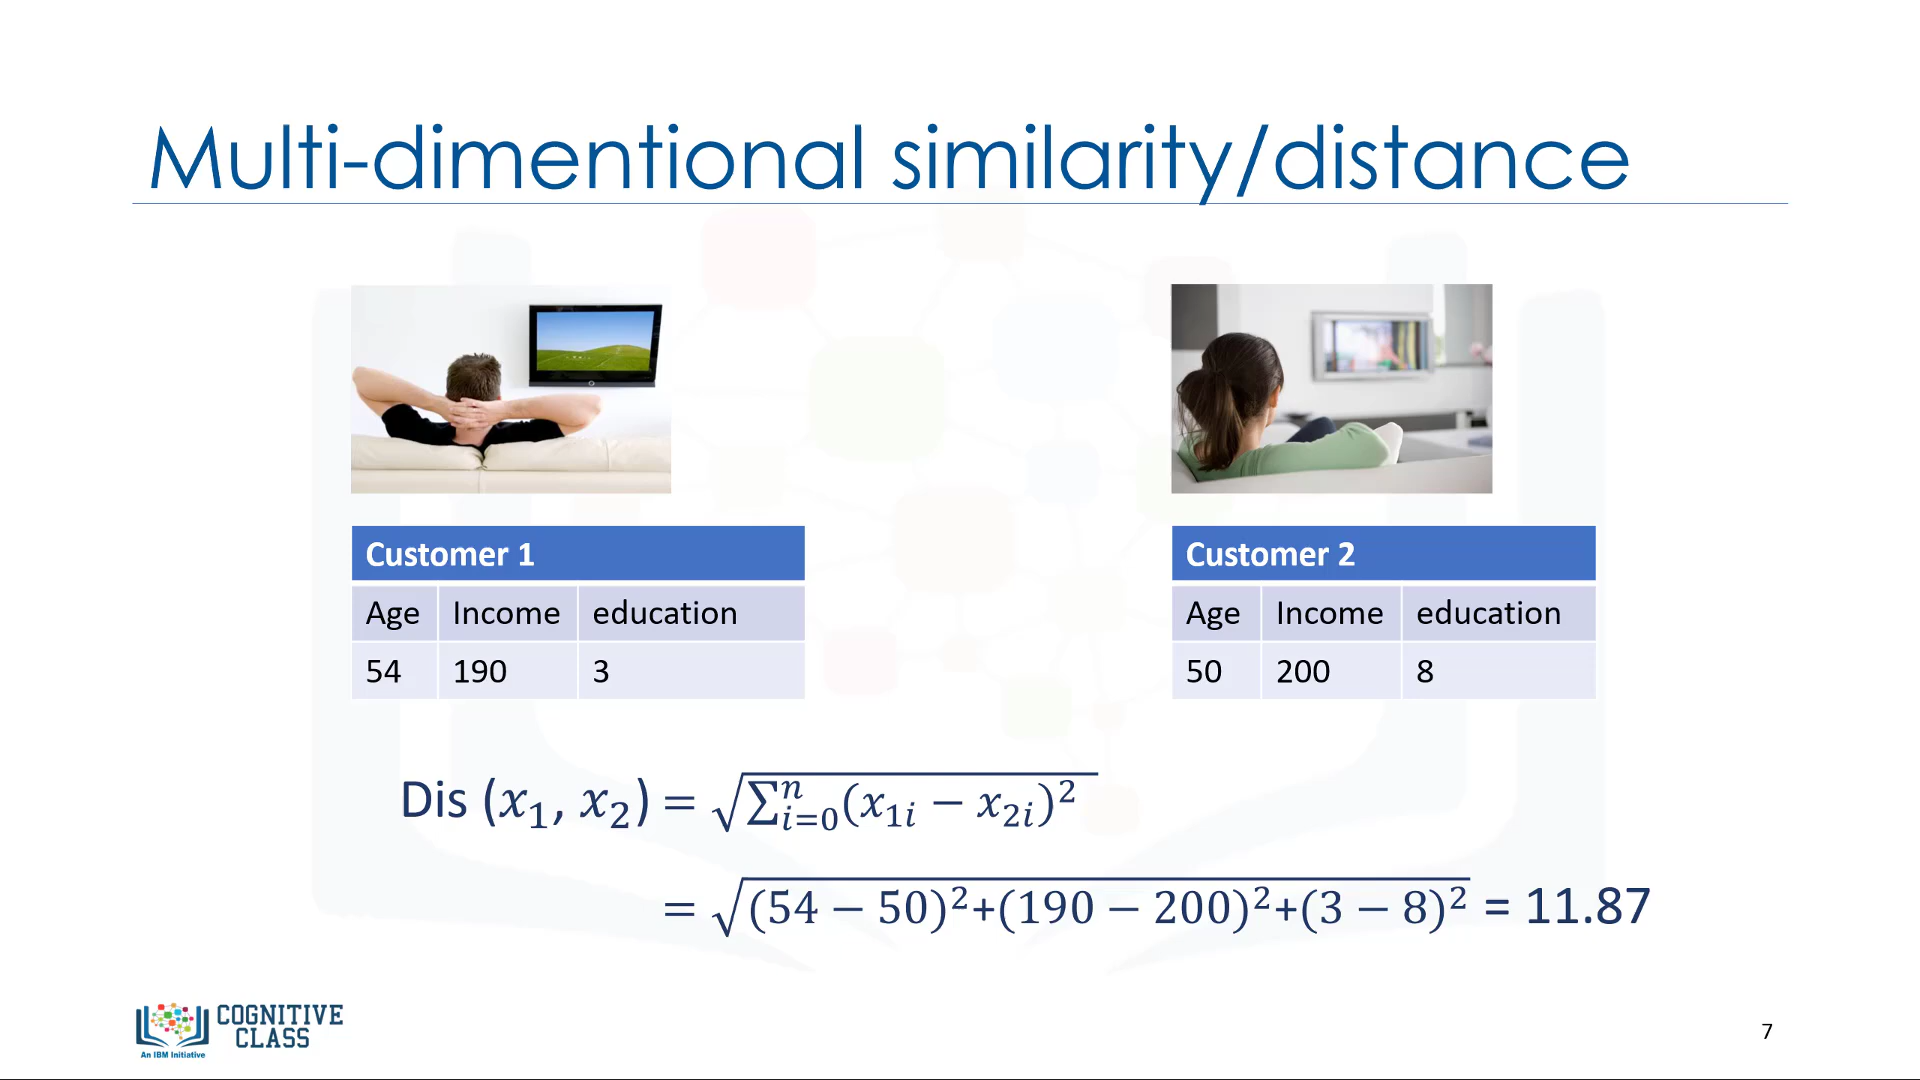 Multi-dimentional similarity/distance
Customer 1
Age Income education
54 190 3
Customer 2
Age Income education
50 200 8
Dis (x₁, x₂) = √∑ⁿᵢ₌₀(x₁ᵢ − x₂ᵢ)²
= √(54 − 50)²+(190 − 200)²+(3 − 8)² = 11.87
COGNITIVE
CLASS
An IBM Initiative
7